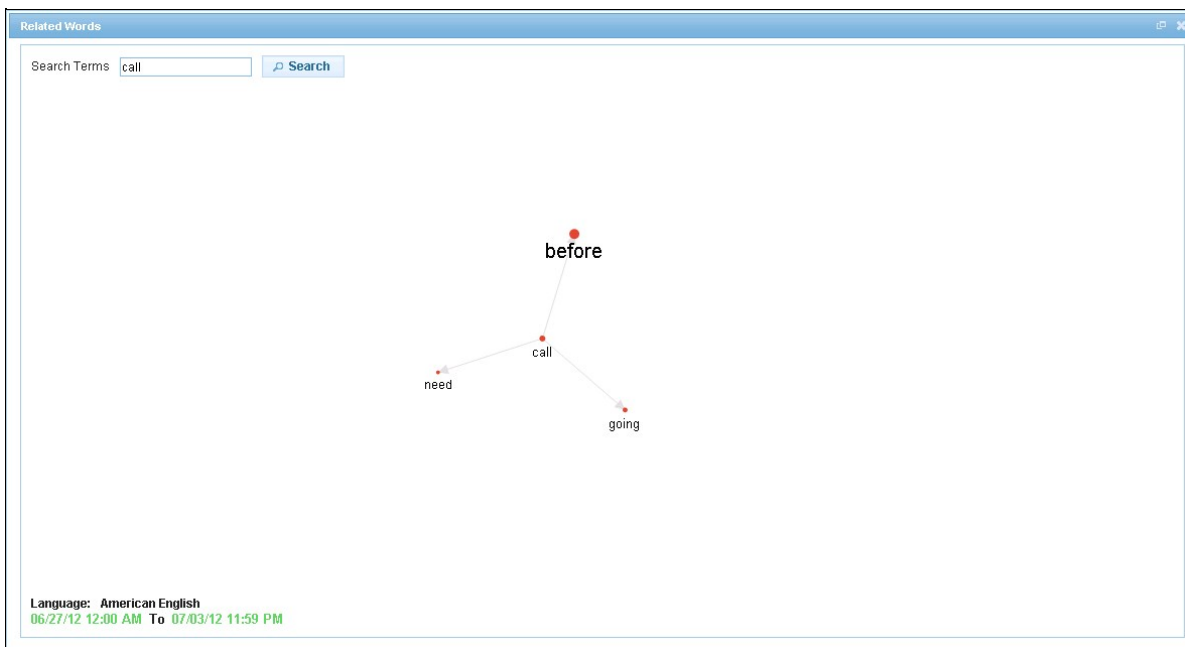 Related Words
Search Terms call Search
before
call
need
going
Language: American English
06/27/12 12:00 AM To 07/03/12 11:59 PM